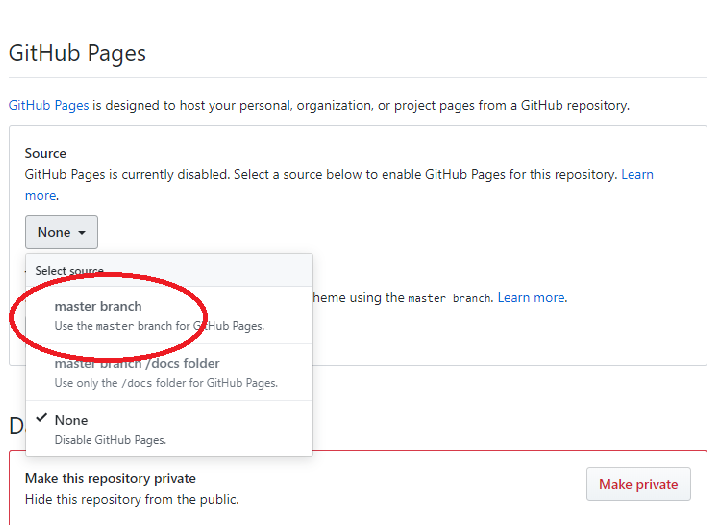 GitHub Pages
GitHub Pages is designed to host your personal, organization, or project pages from a GitHub repository.
Source
GitHub Pages is currently disabled. Select a source below to enable GitHub Pages for this repository. Learn
more.
None
Select source
master branch
heme using the master branch. Learn more.
Use the master branch for GitHub Pages.
master branch /docs folder
Use only the /docs folder for GitHub Pages.
None
D
Disable GitHub Pages.
Make this repository private
Make private
Hide this repository from the public.